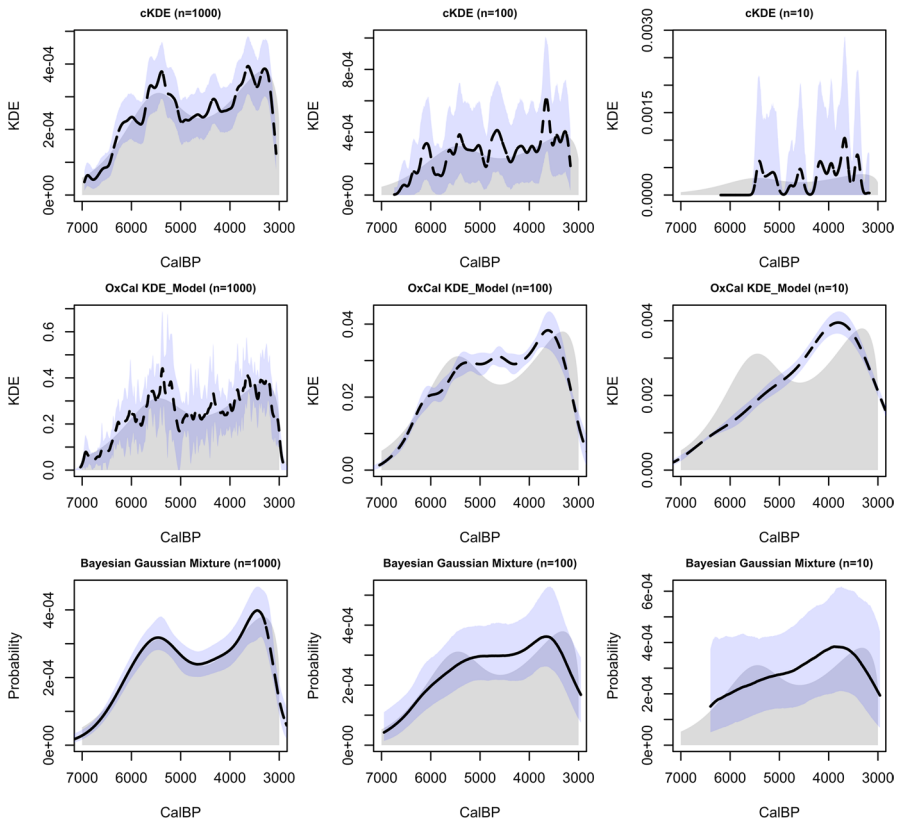 cKDE (n=1000)
cKDE (n=100)
cKDE (n=10)
KDE
0e+00 2e-04 4e-04
7000 6000 5000 4000 3000
CalBP
KDE
0e+00 4e-04 8e-04
7000 6000 5000 4000 3000
CalBP
KDE
0.0000 0.0015 0.0030
7000 6000 5000 4000 3000
CalBP
OxCal KDE_Model (n=1000)
OxCal KDE_Model (n=100)
OxCal KDE_Model (n=10)
KDE
0.0 0.2 0.4 0.6
7000 6000 5000 4000 3000
CalBP
KDE
0.00 0.02 0.04
7000 6000 5000 4000 3000
CalBP
KDE
0.000 0.002 0.004
7000 6000 5000 4000 3000
CalBP
Bayesian Gaussian Mixture (n=1000)
Bayesian Gaussian Mixture (n=100)
Bayesian Gaussian Mixture (n=10)
Probability
0e+00 2e-04 4e-04
7000 6000 5000 4000 3000
CalBP
Probability
0e+00 2e-04 4e-04
7000 6000 5000 4000 3000
CalBP
Probability
0e+00 2e-04 4e-04 6e-04
7000 6000 5000 4000 3000
CalBP